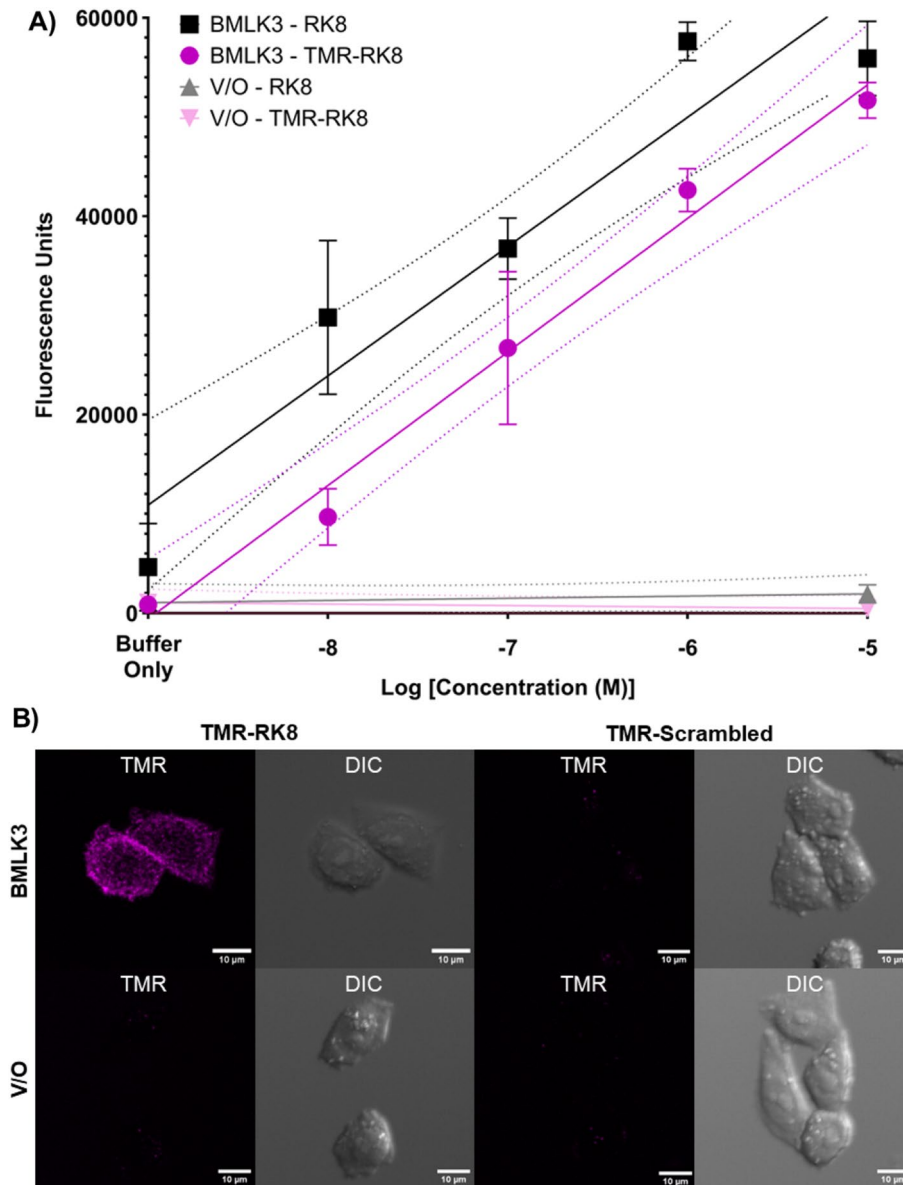 A)
60000
BMLK3 - RK8
BMLK3 - TMR-RK8
V/O - RK8
V/O - TMR-RK8
40000
20000
0
Fluorescence Units
Buffer
Only
-8
-7
-6
-5
Log [Concentration (M)]
B)
TMR-RK8
TMR-Scrambled
TMR
DIC
TMR
DIC
BMLK3
10 μm
10 μm
10 μm
10 μm
TMR
DIC
TMR
DIC
V/O
10 μm
10 μm
10 μm
10 μm